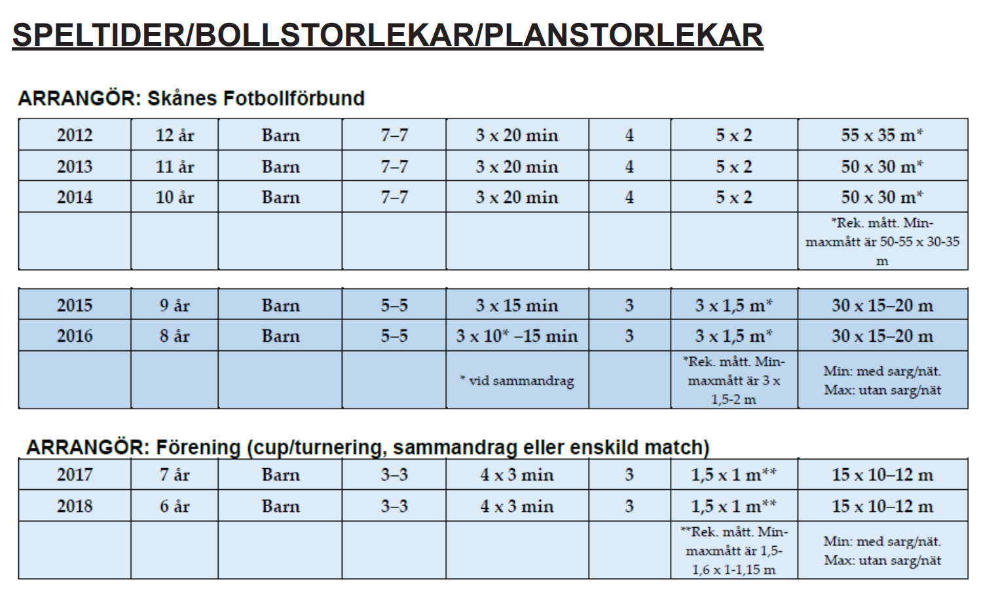 SPELTIDER/BOLLSTORLEKAR/PLANSTORLEKAR
ARRANGÖR: Skånes Fotbollförbund
2012 12 år Barn 7–7 3 x 20 min 4 5 x 2 55 x 35 m*
2013 11 år Barn 7–7 3 x 20 min 4 5 x 2 50 x 30 m*
2014 10 år Barn 7–7 3 x 20 min 4 5 x 2 50 x 30 m*
*Rek. mått. Min-
maxmått är 50-55 x 30-35
m
2015 9 år Barn 5–5 3 x 15 min 3 3 x 1,5 m* 30 x 15–20 m
2016 8 år Barn 5–5 3 x 10* –15 min 3 3 x 1,5 m* 30 x 15–20 m
* vid sammandrag
*Rek. mått. Min-
maxmått är 3 x
1,5-2 m
Min: med sarg/nät.
Max: utan sarg/nät
ARRANGÖR: Förening (cup/turnering, sammandrag eller enskild match)
2017 7 år Barn 3–3 4 x 3 min 3 1,5 x 1 m** 15 x 10–12 m
2018 6 år Barn 3–3 4 x 3 min 3 1,5 x 1 m** 15 x 10–12 m
**Rek. mått. Min-
maxmått är 1,5-
1,6 x 1-1,15 m
Min: med sarg/nät.
Max: utan sarg/nät